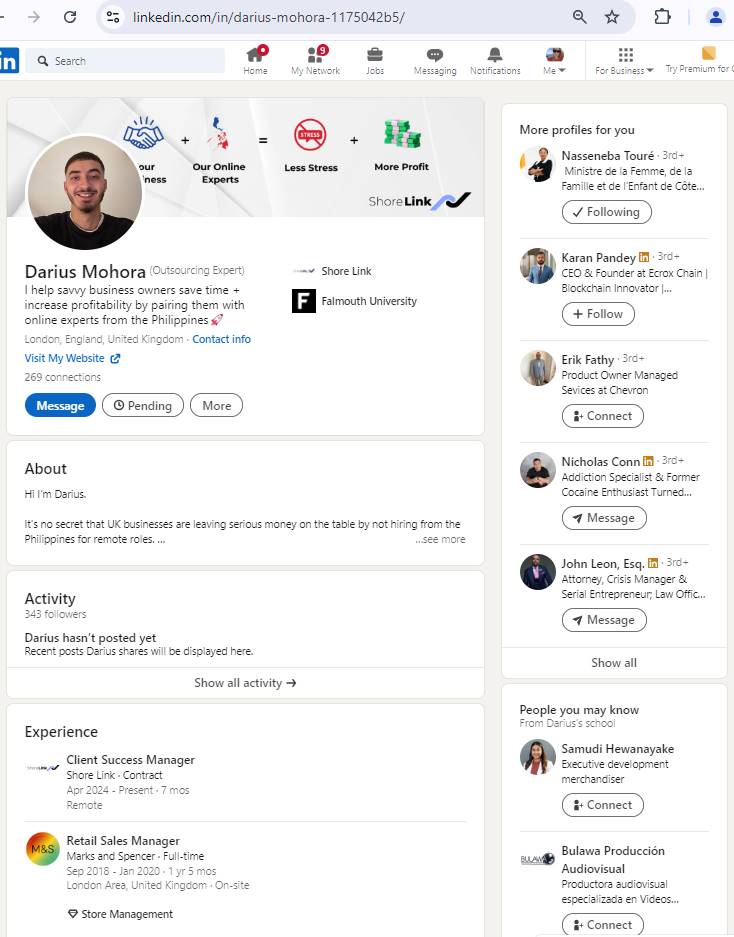 linkedin.com/in/darius-mohora-1175042b5/
in
Search
Home
9
My Network
Jobs
Messaging
Notifications
Me
For Business
Try Premium for
+
=
+
Our Online
Experts
STRESS
Less Stress
More Profit
Shore Link
Darius Mohora (Outsourcing Expert)
I help savvy business owners save time +
increase profitability by pairing them with
online experts from the Philippines 🚀
London, England, United Kingdom · Contact info
Visit My Website
269 connections
Message
Pending
More
Shore Link
F Falmouth University
About
Hi I'm Darius.
It's no secret that UK businesses are leaving serious money on the table by not hiring from the
Philippines for remote roles. ...
...see more
Activity
343 followers
Darius hasn't posted yet
Recent posts Darius shares will be displayed here.
Show all activity →
Experience
Client Success Manager
Shore Link · Contract
Apr 2024 - Present · 7 mos
Remote
M&S
Retail Sales Manager
Marks and Spencer · Full-time
Sep 2018 - Jan 2020 · 1 yr 5 mos
London Area, United Kingdom · On-site
Store Management
More profiles for you
Nasseneba Touré · 3rd+
Ministre de la Femme, de la
Famille et de l'Enfant de Côte...
Following
Karan Pandey in · 3rd+
CEO & Founder at Ecrox Chain |
Blockchain Innovator |...
+ Follow
Erik Fathy · 3rd+
Product Owner Managed
Sevices at Chevron
Connect
Nicholas Conn in · 3rd+
Addiction Specialist & Former
Cocaine Enthusiast Turned...
Message
John Leon, Esq. in · 3rd+
Attorney, Crisis Manager &
Serial Entrepreneur; Law Offic...
Message
Show all
People you may know
From Darius's school
Samudi Hewanayake
Executive development
merchandiser
Connect
BULAWA
Bulawa Producción
Audiovisual
Productora audiovisual
especializada en Videos...
Connect